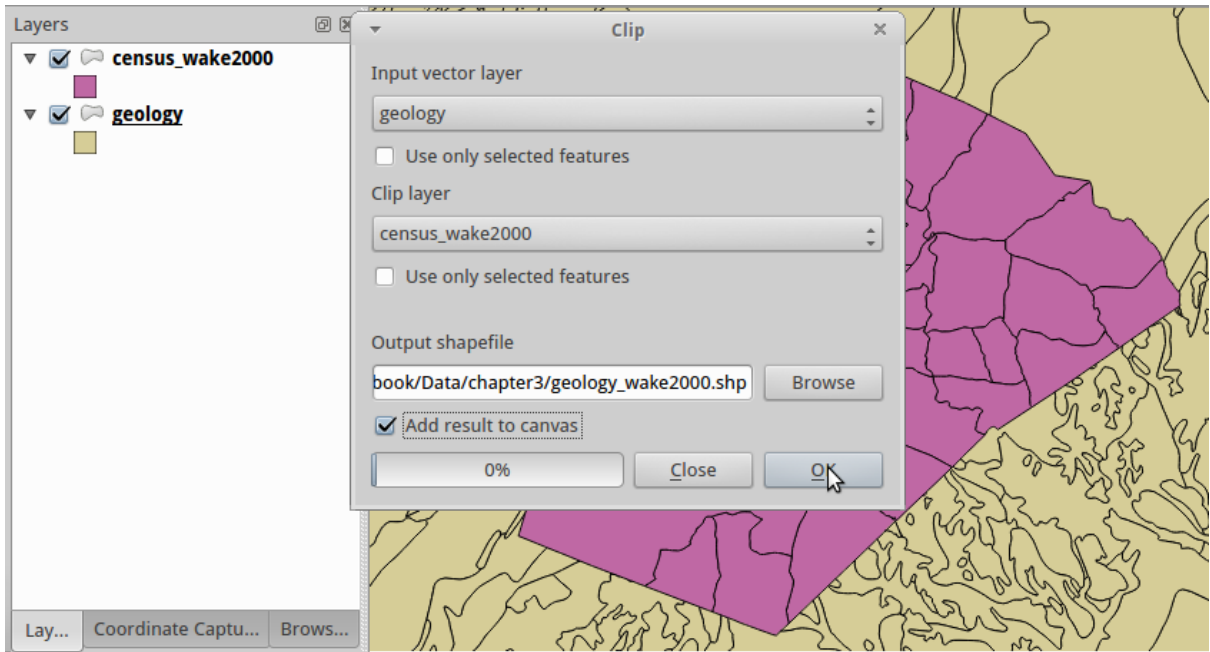 Layers
census_wake2000
geology
Clip
Input vector layer
geology
Use only selected features
Clip layer
census_wake2000
Use only selected features
Output shapefile
book/Data/chapter3/geology_wake2000.shp
Browse
Add result to canvas
0%
Close
OK
Lay...
Coordinate Captu...
Brows...